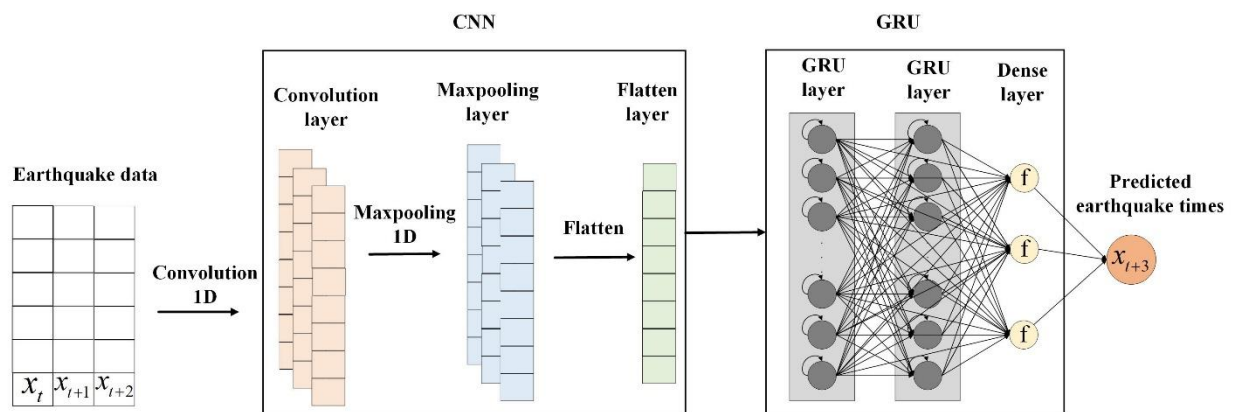 CNN
GRU
Earthquake data
x_t
x_{t+1}
x_{t+2}
Convolution
1D
Convolution
layer
Maxpooling
1D
Maxpooling
layer
Flatten
Flatten
layer
GRU
layer
GRU
layer
Dense
layer
f
f
f
Predicted
earthquake times
x_{t+3}